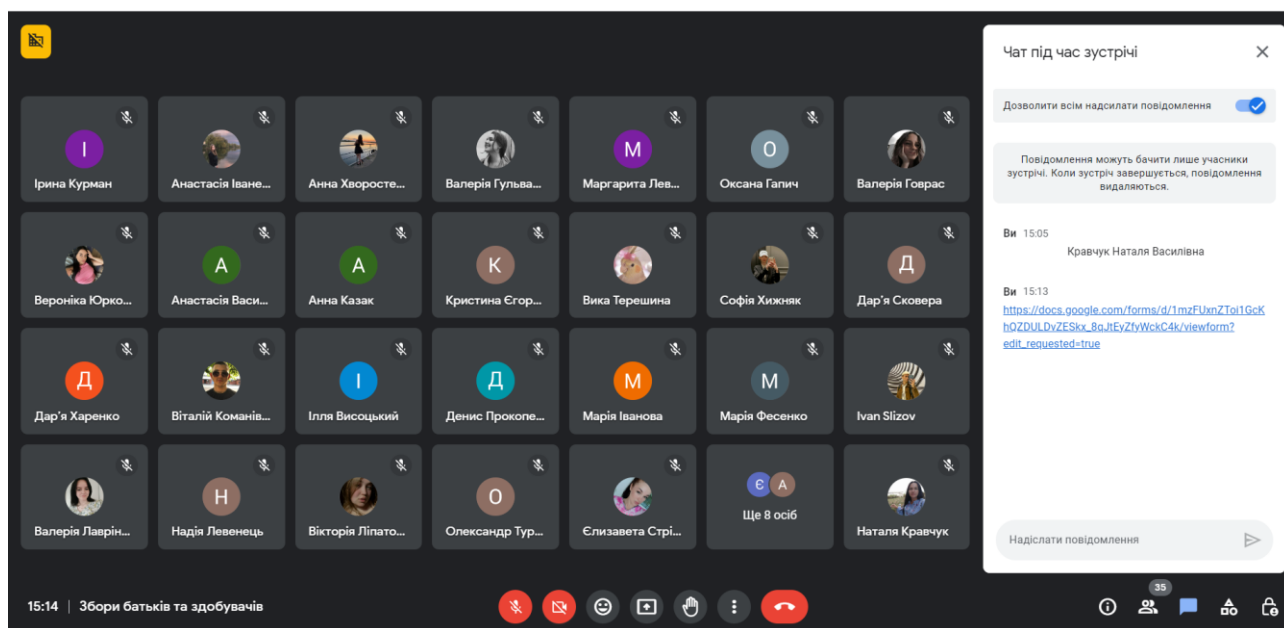 Чат під час зустрічі
Дозволити всім надсилати повідомлення
Повідомлення можуть бачити лише учасники
зустрічі. Коли зустріч завершується, повідомлення
видаляються.
Ви 15:05
Кравчук Наталя Василівна
Ви 15:13
https://docs.google.com/forms/d/1mzFUxnZToi1GcK
hQZDULDvZESkx_8qJtEyZfyWckC4k/viewform?
edit_requested=true
Надіслати повідомлення
І
М
О
Ірина Курман
Анастасія Іване...
Анна Хворосте...
Валерія Гульва...
Маргарита Лев...
Оксана Гапич
Валерія Говрас
А
А
К
Д
Вероніка Юрко...
Анастасія Васи...
Анна Казак
Кристина Єгор...
Вика Терешина
Софія Хижняк
Дар'я Сковера
Д
І
Д
М
М
Дар'я Харенко
Віталій Команів...
Ілля Висоцький
Денис Прокопе...
Марія Іванова
Марія Фесенко
Ivan Slizov
Н
О
Є А
Валерія Лаврін...
Надія Левенець
Вікторія Ліпато...
Олександр Тур...
Єлизавета Стрі...
Ще 8 осіб
Наталя Кравчук
15:14 | Збори батьків та здобувачів
35